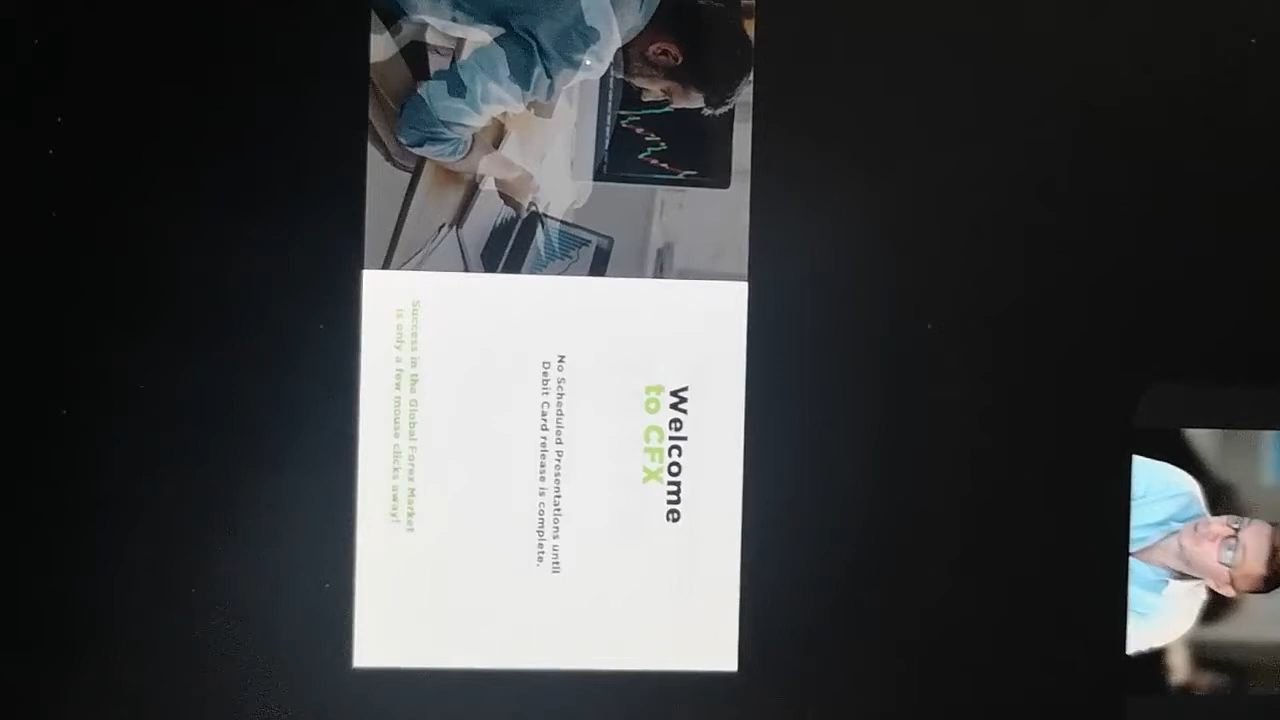 Welcome
to CFX
No Scheduled Presentations until
Debit Card release is complete.
Success in the Global Forex Market
is only a few mouse clicks away!